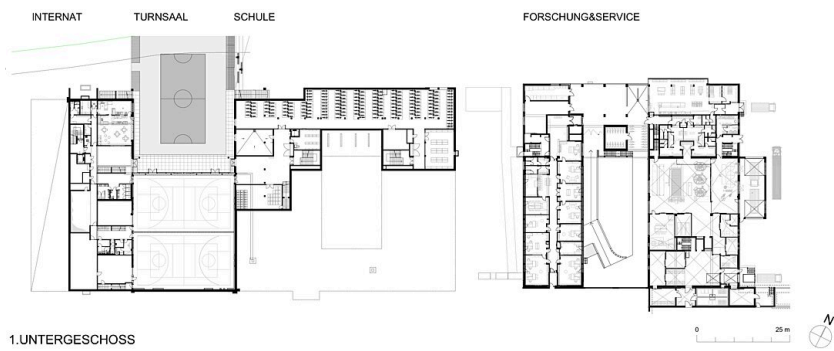 INTERNAT TURNSAAL SCHULE FORSCHUNG&SERVICE
1.UNTERGESCHOSS
0 25 m
N